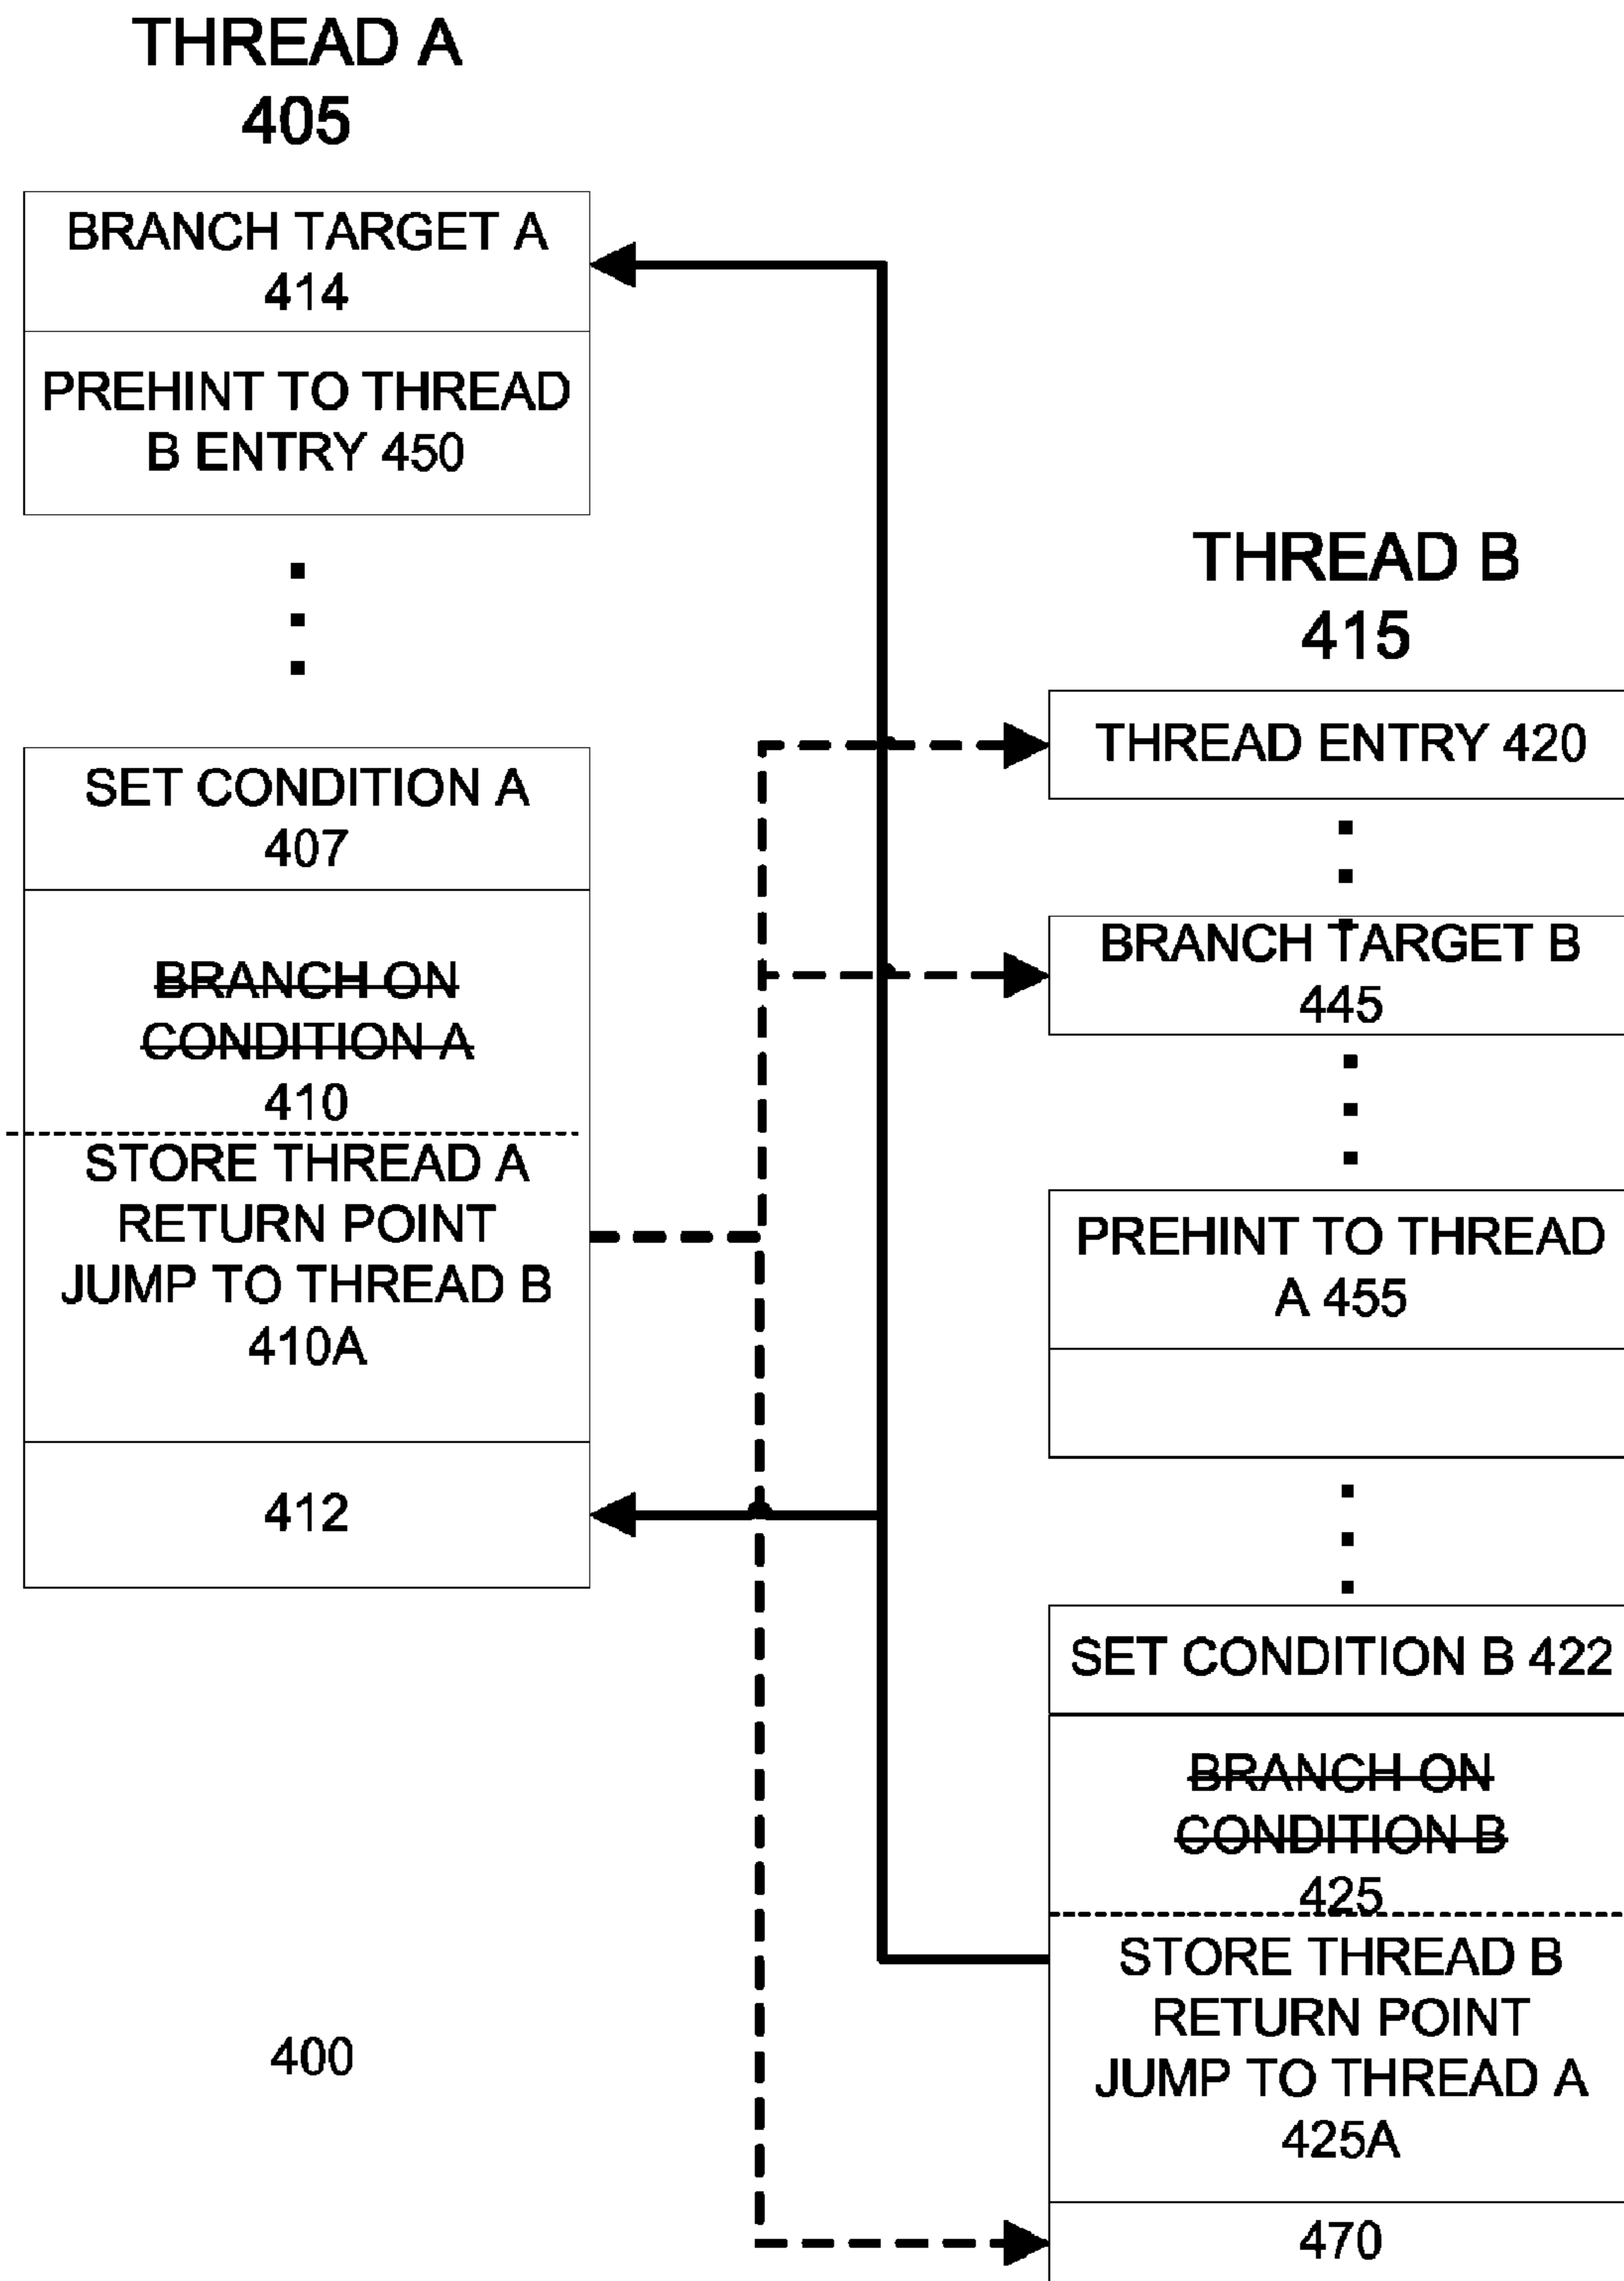 THREAD A
405
BRANCH TARGET A
414
PREHINT TO THREAD
B ENTRY 450
SET CONDITION A
407
BRANCH ON
CONDITION A
410
STORE THREAD A
RETURN POINT
JUMP TO THREAD B
410A
412
400
THREAD B
415
THREAD ENTRY 420
BRANCH TARGET B
445
PREHINT TO THREAD
A 455
SET CONDITION B 422
BRANCH ON
CONDITION B
425
STORE THREAD B
RETURN POINT
JUMP TO THREAD A
425A
470